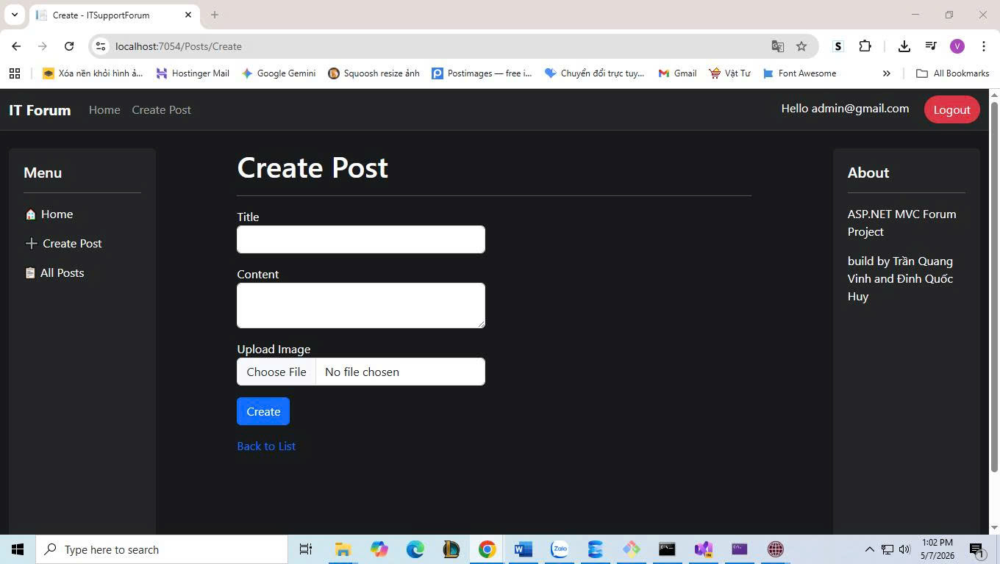 Create - ITSupportForum
localhost:7054/Posts/Create
Xóa nền khỏi hình ả... Hostinger Mail Google Gemini Squoosh resize ảnh Postimages — free i... Chuyển đổi trực tuy... Gmail Vật Tư Font Awesome All Bookmarks
IT Forum Home Create Post Hello admin@gmail.com Logout
Menu
Home
Create Post
All Posts
Create Post
Title
Content
Upload Image
Choose File No file chosen
Create
Back to List
About
ASP.NET MVC Forum
Project
build by Trần Quang
Vinh and Đinh Quốc
Huy
Type here to search
1:02 PM
5/7/2026